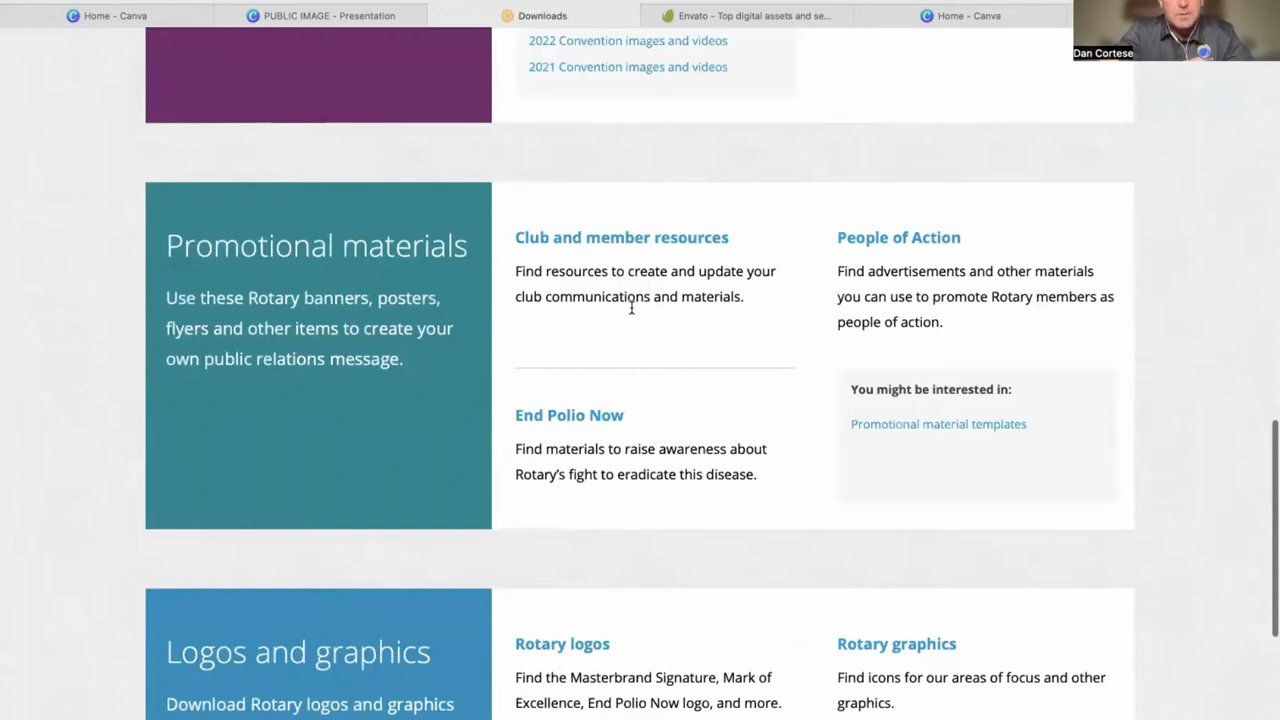 Home - Canva
PUBLIC IMAGE - Presentation
Downloads
Envato - Top digital assets and se...
Home - Canva
Dan Cortese
2022 Convention images and videos
2021 Convention images and videos
Promotional materials
Use these Rotary banners, posters,
flyers and other items to create your
own public relations message.
Club and member resources
Find resources to create and update your
club communications and materials.
People of Action
Find advertisements and other materials
you can use to promote Rotary members as
people of action.
You might be interested in:
Promotional material templates
End Polio Now
Find materials to raise awareness about
Rotary’s fight to eradicate this disease.
Logos and graphics
Download Rotary logos and graphics
Rotary logos
Find the Masterbrand Signature, Mark of
Excellence, End Polio Now logo, and more.
Rotary graphics
Find icons for our areas of focus and other
graphics.